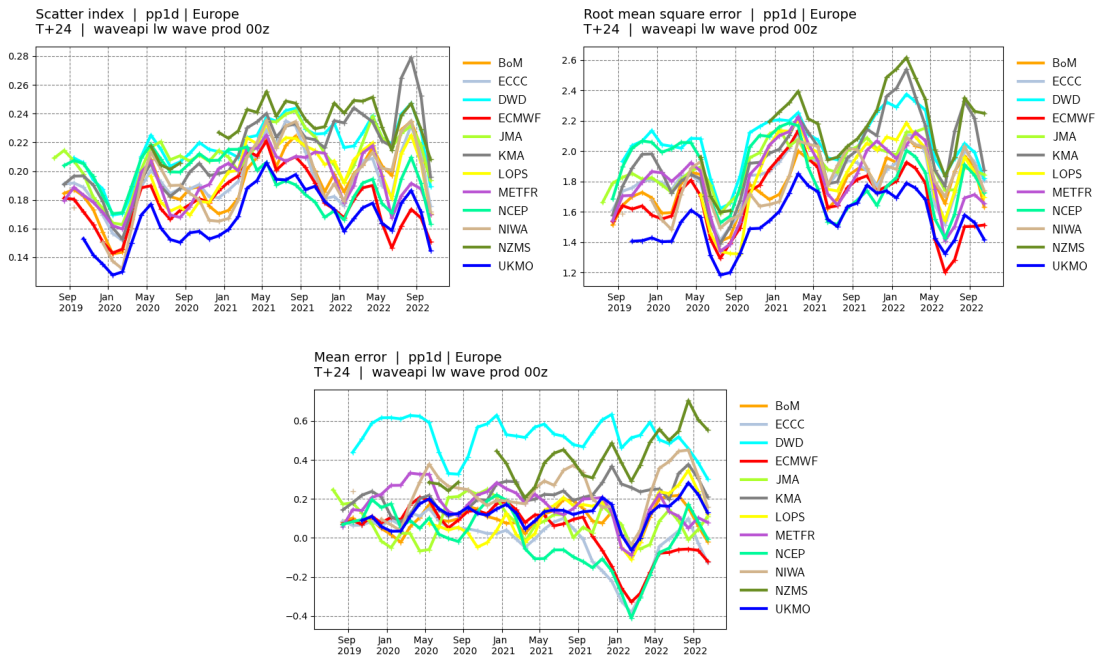 Scatter index | pp1d | Europe
T+24 | waveapi lw wave prod 00z
0.28
0.26
0.24
0.22
0.20
0.18
0.16
0.14
Sep 2019
Jan 2020
May 2020
Sep 2020
Jan 2021
May 2021
Sep 2021
Jan 2022
May 2022
Sep 2022
BoM
ECCC
DWD
ECMWF
JMA
KMA
LOPS
METFR
NCEP
NIWA
NZMS
UKMO
Root mean square error | pp1d | Europe
T+24 | waveapi lw wave prod 00z
2.6
2.4
2.2
2.0
1.8
1.6
1.4
1.2
Sep 2019
Jan 2020
May 2020
Sep 2020
Jan 2021
May 2021
Sep 2021
Jan 2022
May 2022
Sep 2022
BoM
ECCC
DWD
ECMWF
JMA
KMA
LOPS
METFR
NCEP
NIWA
NZMS
UKMO
Mean error | pp1d | Europe
T+24 | waveapi lw wave prod 00z
0.6
0.4
0.2
0.0
−0.2
−0.4
Sep 2019
Jan 2020
May 2020
Sep 2020
Jan 2021
May 2021
Sep 2021
Jan 2022
May 2022
Sep 2022
BoM
ECCC
DWD
ECMWF
JMA
KMA
LOPS
METFR
NCEP
NIWA
NZMS
UKMO